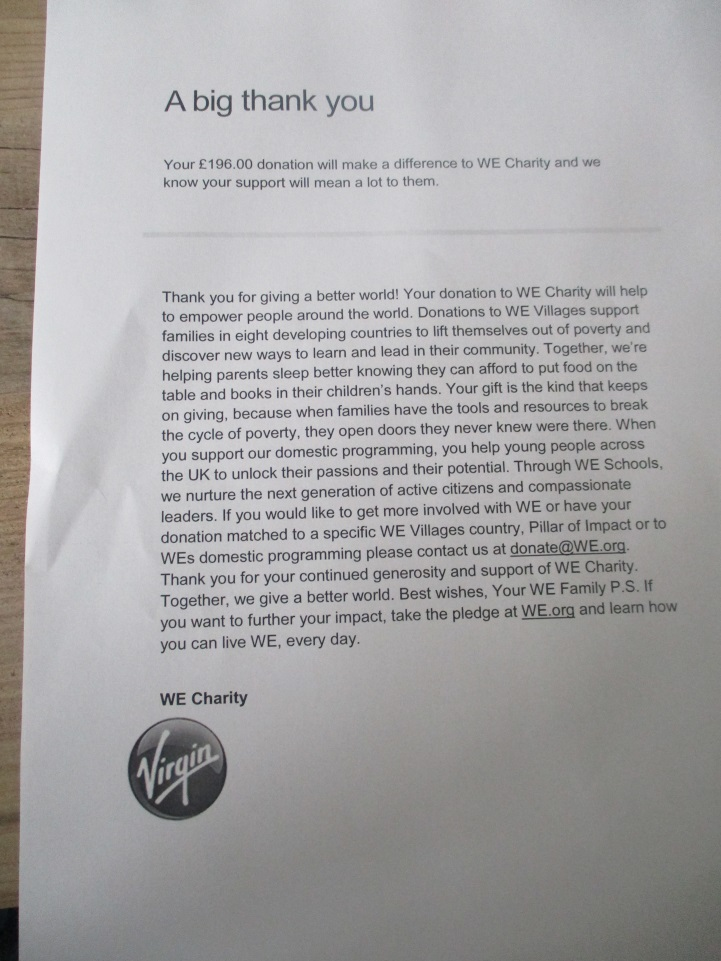 A big thank you
Your £196.00 donation will make a difference to WE Charity and we
know your support will mean a lot to them.
Thank you for giving a better world! Your donation to WE Charity will help
to empower people around the world. Donations to WE Villages support
families in eight developing countries to lift themselves out of poverty and
discover new ways to learn and lead in their community. Together, we're
helping parents sleep better knowing they can afford to put food on the
table and books in their children's hands. Your gift is the kind that keeps
on giving, because when families have the tools and resources to break
the cycle of poverty, they open doors they never knew were there. When
you support our domestic programming, you help young people across
the UK to unlock their passions and their potential. Through WE Schools,
we nurture the next generation of active citizens and compassionate
leaders. If you would like to get more involved with WE or have your
donation matched to a specific WE Villages country, Pillar of Impact or to
WEs domestic programming please contact us at donate@WE.org.
Thank you for your continued generosity and support of WE Charity.
Together, we give a better world. Best wishes, Your WE Family P.S. If
you want to further your impact, take the pledge at WE.org and learn how
you can live WE, every day.
WE Charity
Virgin